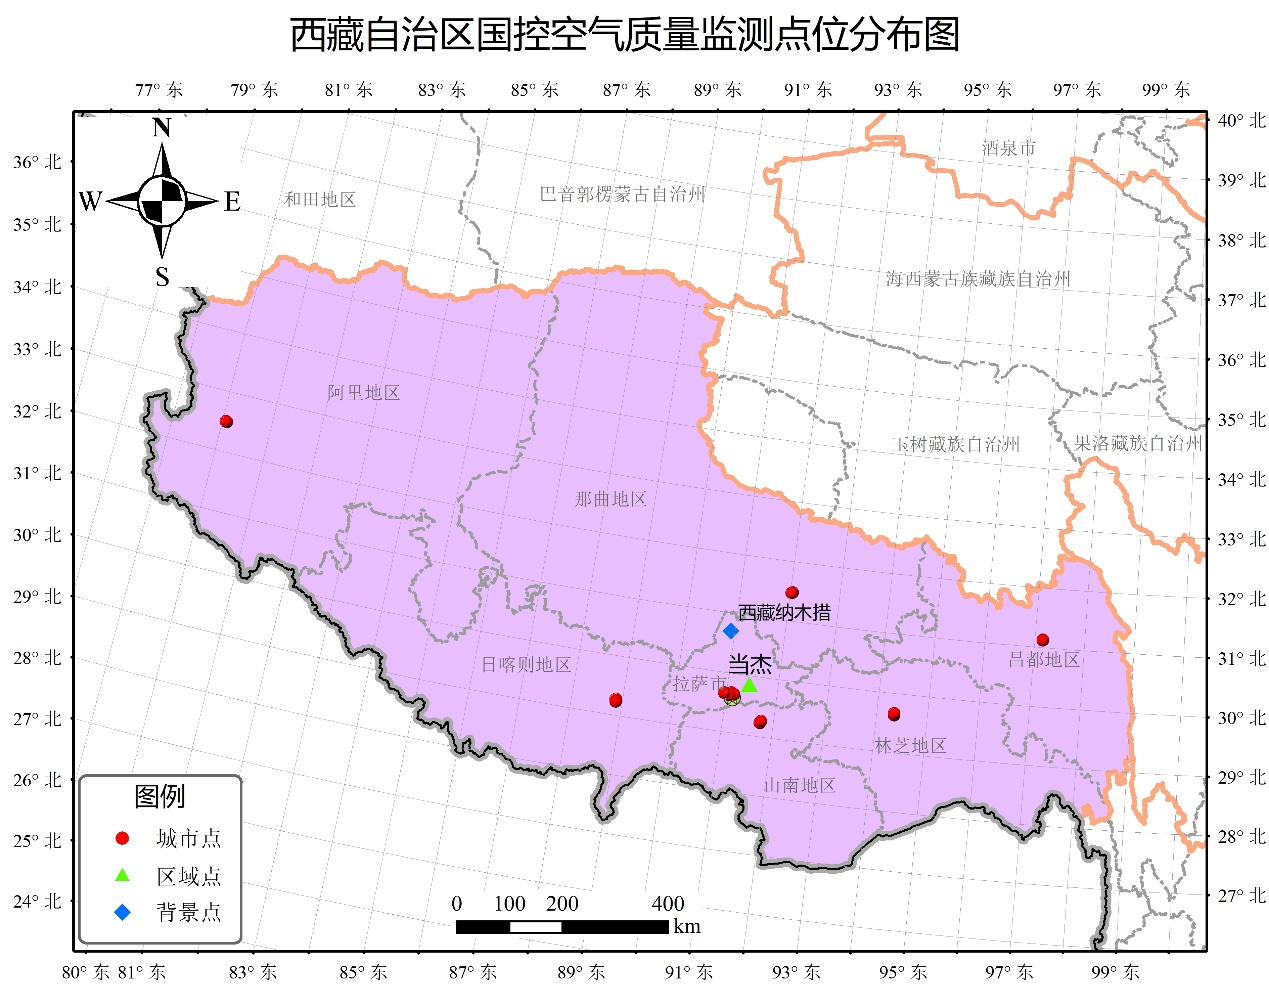 西藏自治区国控空气质量监测点位分布图
77° 东 79° 东 81° 东 83° 东 85° 东 87° 东 89° 东 91° 东 93° 东 95° 东 97° 东 99° 东
40° 北
N
酒泉市
36° 北
39° 北
W E
和田地区
巴音郭楞蒙古自治州
35° 北
38° 北
S
海西蒙古族藏族自治州
34° 北
37° 北
33° 北
36° 北
阿里地区
32° 北
35° 北
玉树藏族自治州
果洛藏族自治州
31° 北
34° 北
那曲地区
30° 北
33° 北
29° 北
32° 北
西藏纳木措
28° 北
31° 北
日喀则地区
当杰
昌都地区
拉萨市
27° 北
30° 北
林芝地区
26° 北
29° 北
山南地区
图例
城市点
区域点
背景点
25° 北
28° 北
24° 北
27° 北
0 100 200 400
km
80° 东 81° 东 83° 东 85° 东 87° 东 89° 东 91° 东 93° 东 95° 东 97° 东 99° 东